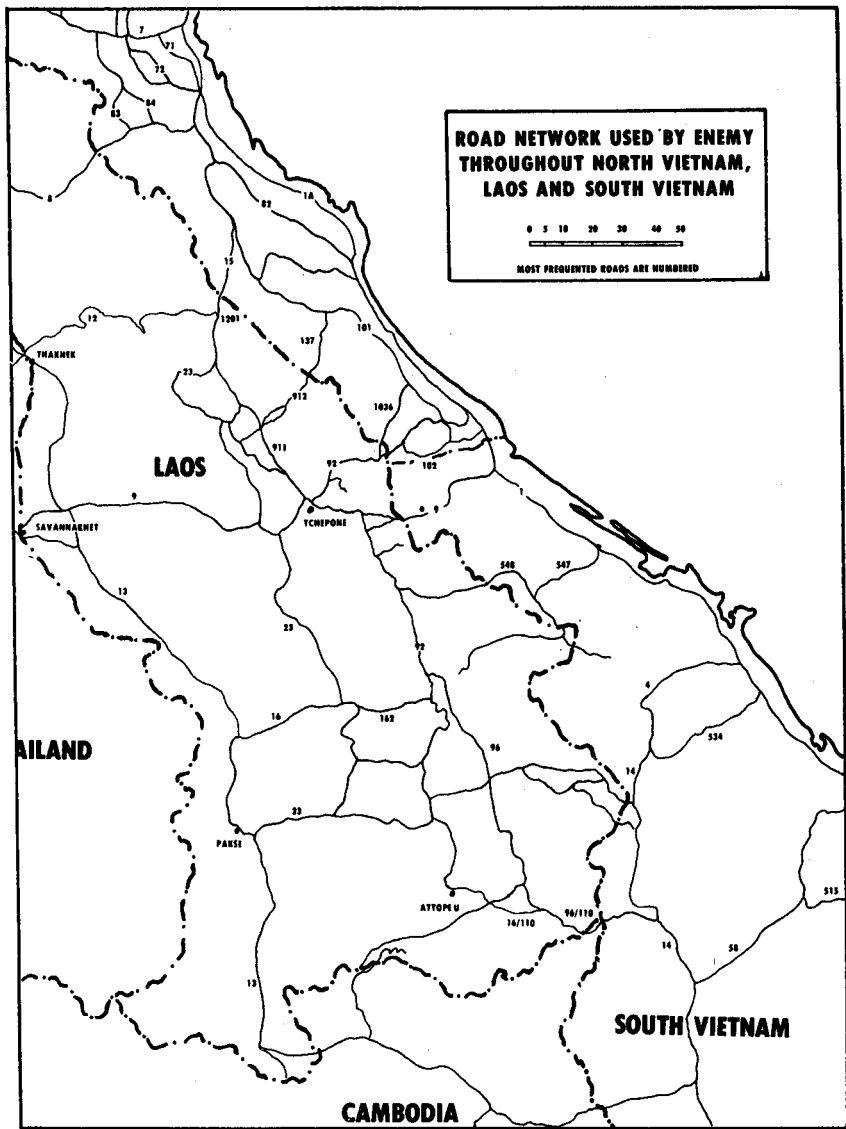 7
71
72
84
83
8
ROAD NETWORK USED BY ENEMY
THROUGHOUT NORTH VIETNAM,
LAOS AND SOUTH VIETNAM
0 5 10 20 30 40 50
MOST FREQUENTED ROADS ARE NUMBERED
82
1A
15
12
1201
137
101
THAKHEK
23
912
1036
911
LAOS
92
102
9
1
SAVANNAKHET
TCHEPONE
9
548
547
13
23
92
16
162
4
534
AILAND
96
14
23
PAKSE
ATTOPEU
16/110
96/110
515
14
58
13
SOUTH VIETNAM
CAMBODIA